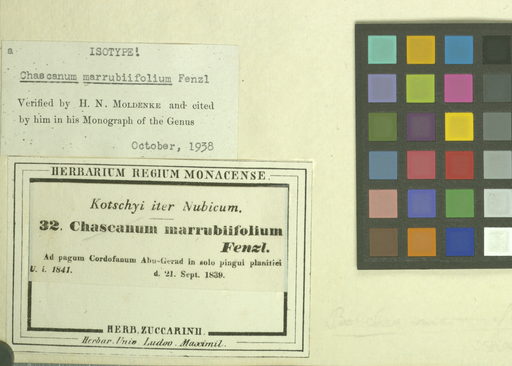 a
ISOTYPE!
Chascanum marrubiifolium Fenzl
Verified by H. N. MOLDENKE and cited
by him in his Monograph of the Genus
October, 1938
HERBARIUM REGIUM MONACENSE.
Kotschyi iter Nubicum.
32. Chascanum marrubiifolium
Fenzl.
Ad pagum Cordofanum Abu-Gerad in solo pingui planitiei
U. i. 1841. d. 21. Sept. 1839.
HERB. ZUCCARINII.
Herbar. Univ. Ludov. Maximil.